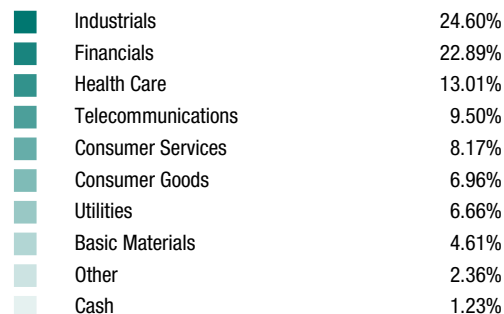 Industrials 24.60%
Financials 22.89%
Health Care 13.01%
Telecommunications 9.50%
Consumer Services 8.17%
Consumer Goods 6.96%
Utilities 6.66%
Basic Materials 4.61%
Other 2.36%
Cash 1.23%